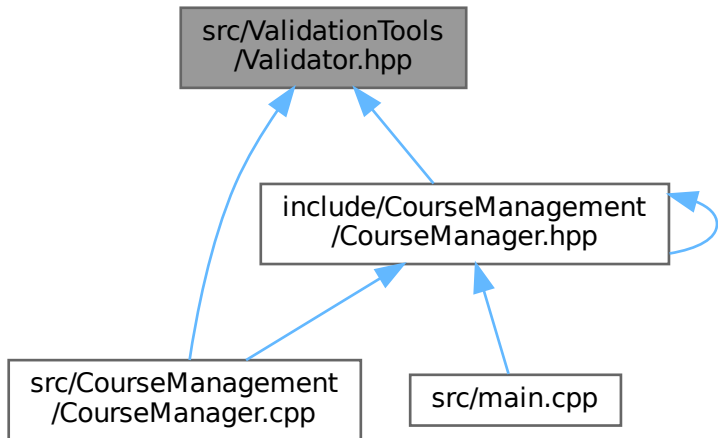 src/ValidationTools
/Validator.hpp
include/CourseManagement
/CourseManager.hpp
src/CourseManagement
/CourseManager.cpp
src/main.cpp